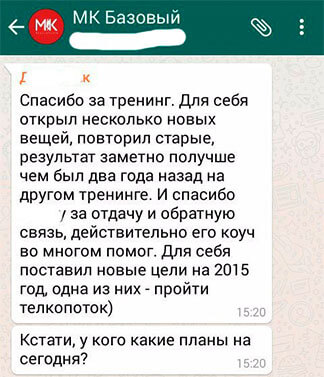 МК МК Базовый
Спасибо за тренинг. Для себя
открыл несколько новых
вещей, повторил старые,
результат заметно получше
чем был два года назад на
другом тренинге. И спасибо
у за отдачу и обратную
связь, действительно его коуч
во многом помог. Для себя
поставил новые цели на 2015
год, одна из них - пройти
телкопоток)
15:20
Кстати, у кого какие планы на
сегодня?
15:20